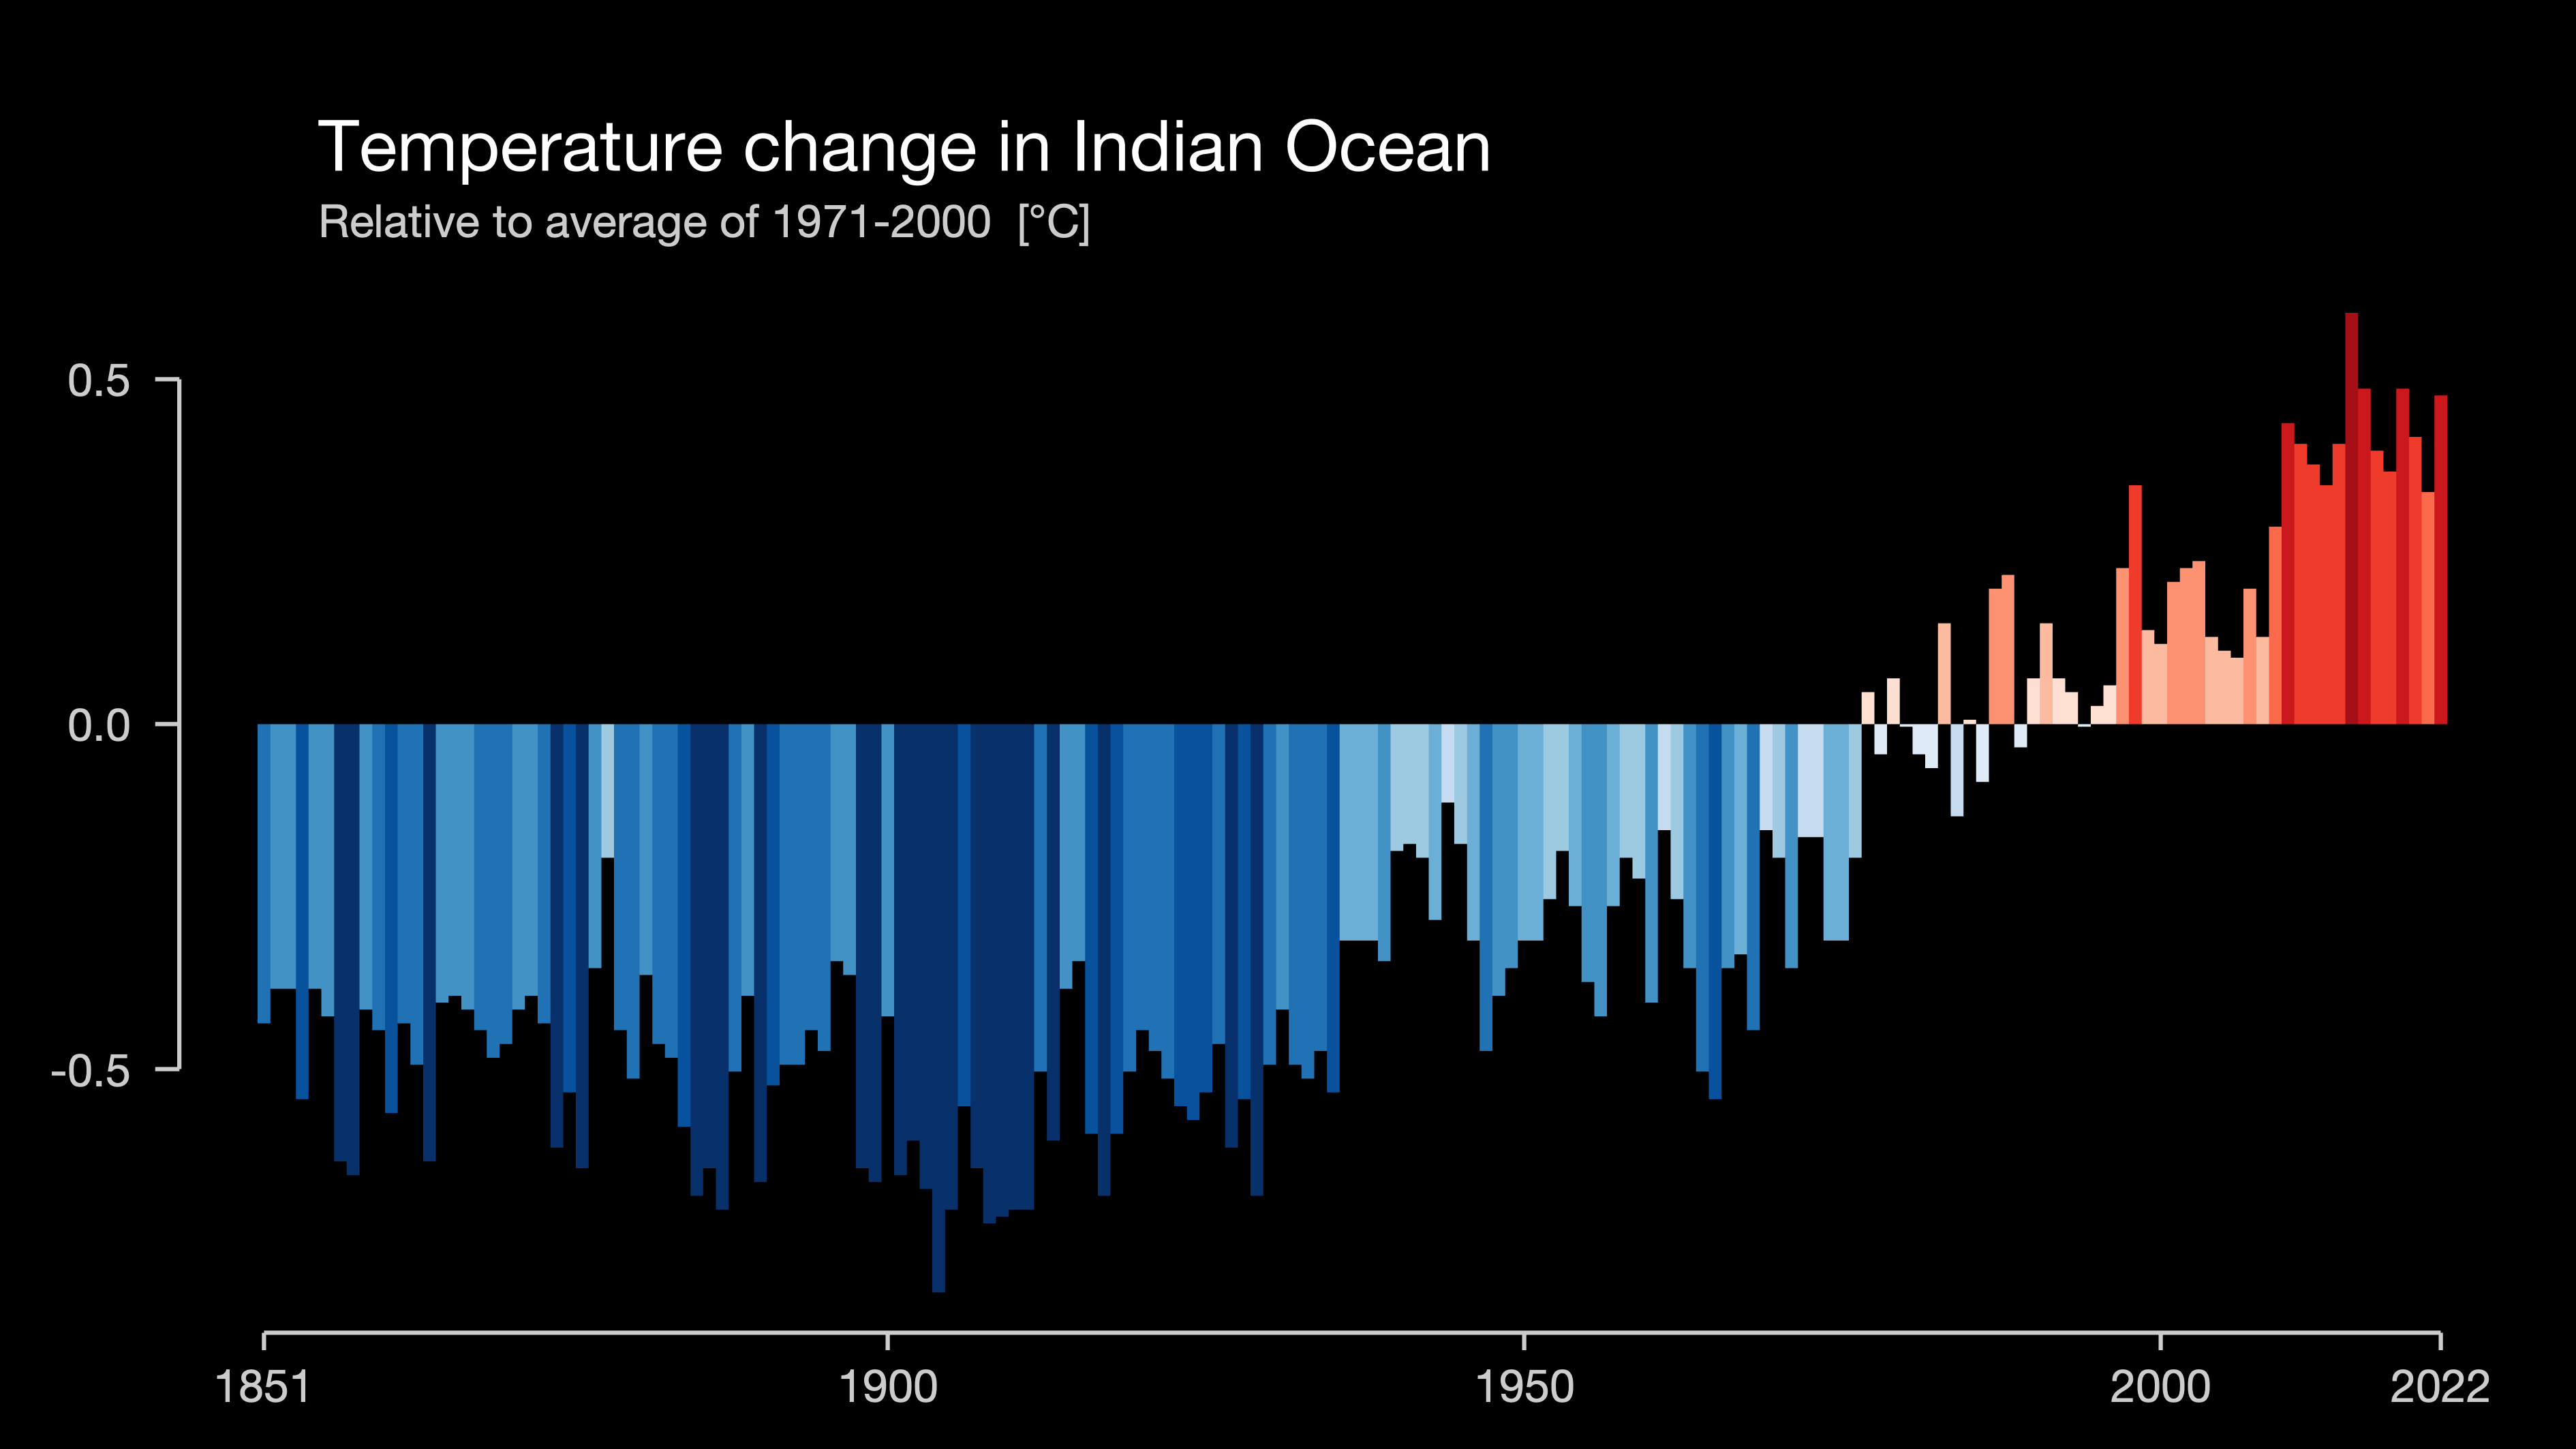 Temperature change in Indian Ocean
Relative to average of 1971-2000 [°C]
0.5
0.0
-0.5
1851 1900 1950 2000 2022